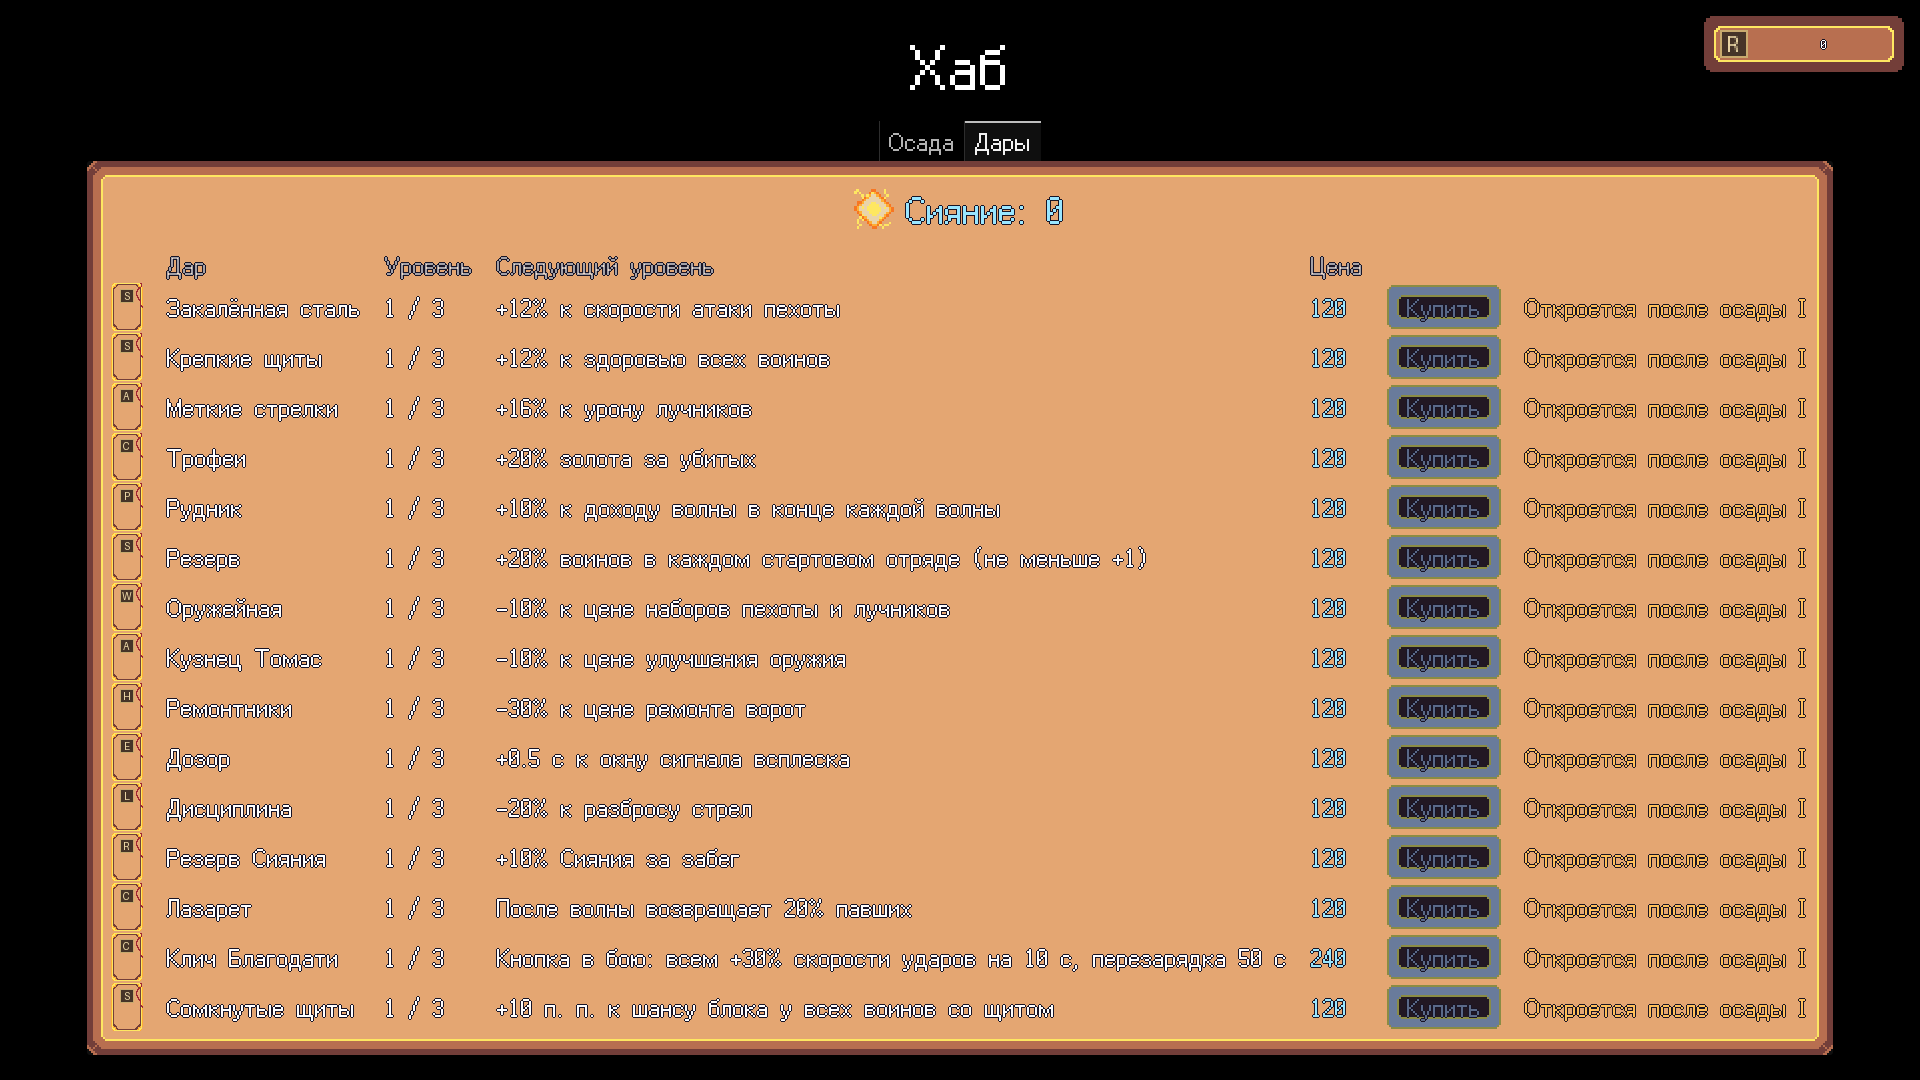 Хаб
R 0
Осада Дары
Сияние: 0
Дар Уровень Следующий уровень Цена
S Закалённая сталь 1 / 3 +12% к скорости атаки пехоты 120 Купить Откроется после осады I
S Крепкие щиты 1 / 3 +12% к здоровью всех воинов 120 Купить Откроется после осады I
A Меткие стрелки 1 / 3 +16% к урону лучников 120 Купить Откроется после осады I
C Трофеи 1 / 3 +20% золота за убитых 120 Купить Откроется после осады I
P Рудник 1 / 3 +10% к доходу волны в конце каждой волны 120 Купить Откроется после осады I
S Резерв 1 / 3 +20% воинов в каждом стартовом отряде (не меньше +1) 120 Купить Откроется после осады I
W Оружейная 1 / 3 -10% к цене наборов пехоты и лучников 120 Купить Откроется после осады I
A Кузнец Томас 1 / 3 -10% к цене улучшения оружия 120 Купить Откроется после осады I
H Ремонтники 1 / 3 -30% к цене ремонта ворот 120 Купить Откроется после осады I
E Дозор 1 / 3 +0.5 с к окну сигнала всплеска 120 Купить Откроется после осады I
L Дисциплина 1 / 3 -20% к разбросу стрел 120 Купить Откроется после осады I
R Резерв Сияния 1 / 3 +10% Сияния за забег 120 Купить Откроется после осады I
C Лазарет 1 / 3 После волны возвращает 20% павших 120 Купить Откроется после осады I
C Клич Благодати 1 / 3 Кнопка в бою: всем +30% скорости ударов на 10 с, перезарядка 50 с 240 Купить Откроется после осады I
S Сомкнутые щиты 1 / 3 +10 п. п. к шансу блока у всех воинов со щитом 120 Купить Откроется после осады I